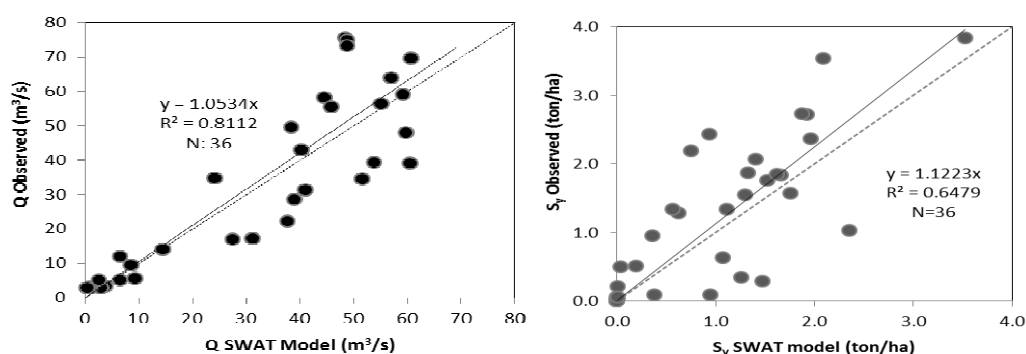 80
70
60
50
40
30
20
10
0
Q Observed (m³/s)
y = 1.0534x
R² = 0.8112
N: 36
0 10 20 30 40 50 60 70 80
Q SWAT Model (m³/s)
4.0
3.0
2.0
1.0
0.0
Sy Observed (ton/ha)
y = 1.1223x
R² = 0.6479
N=36
0.0 1.0 2.0 3.0 4.0
Sy SWAT model (ton/ha)